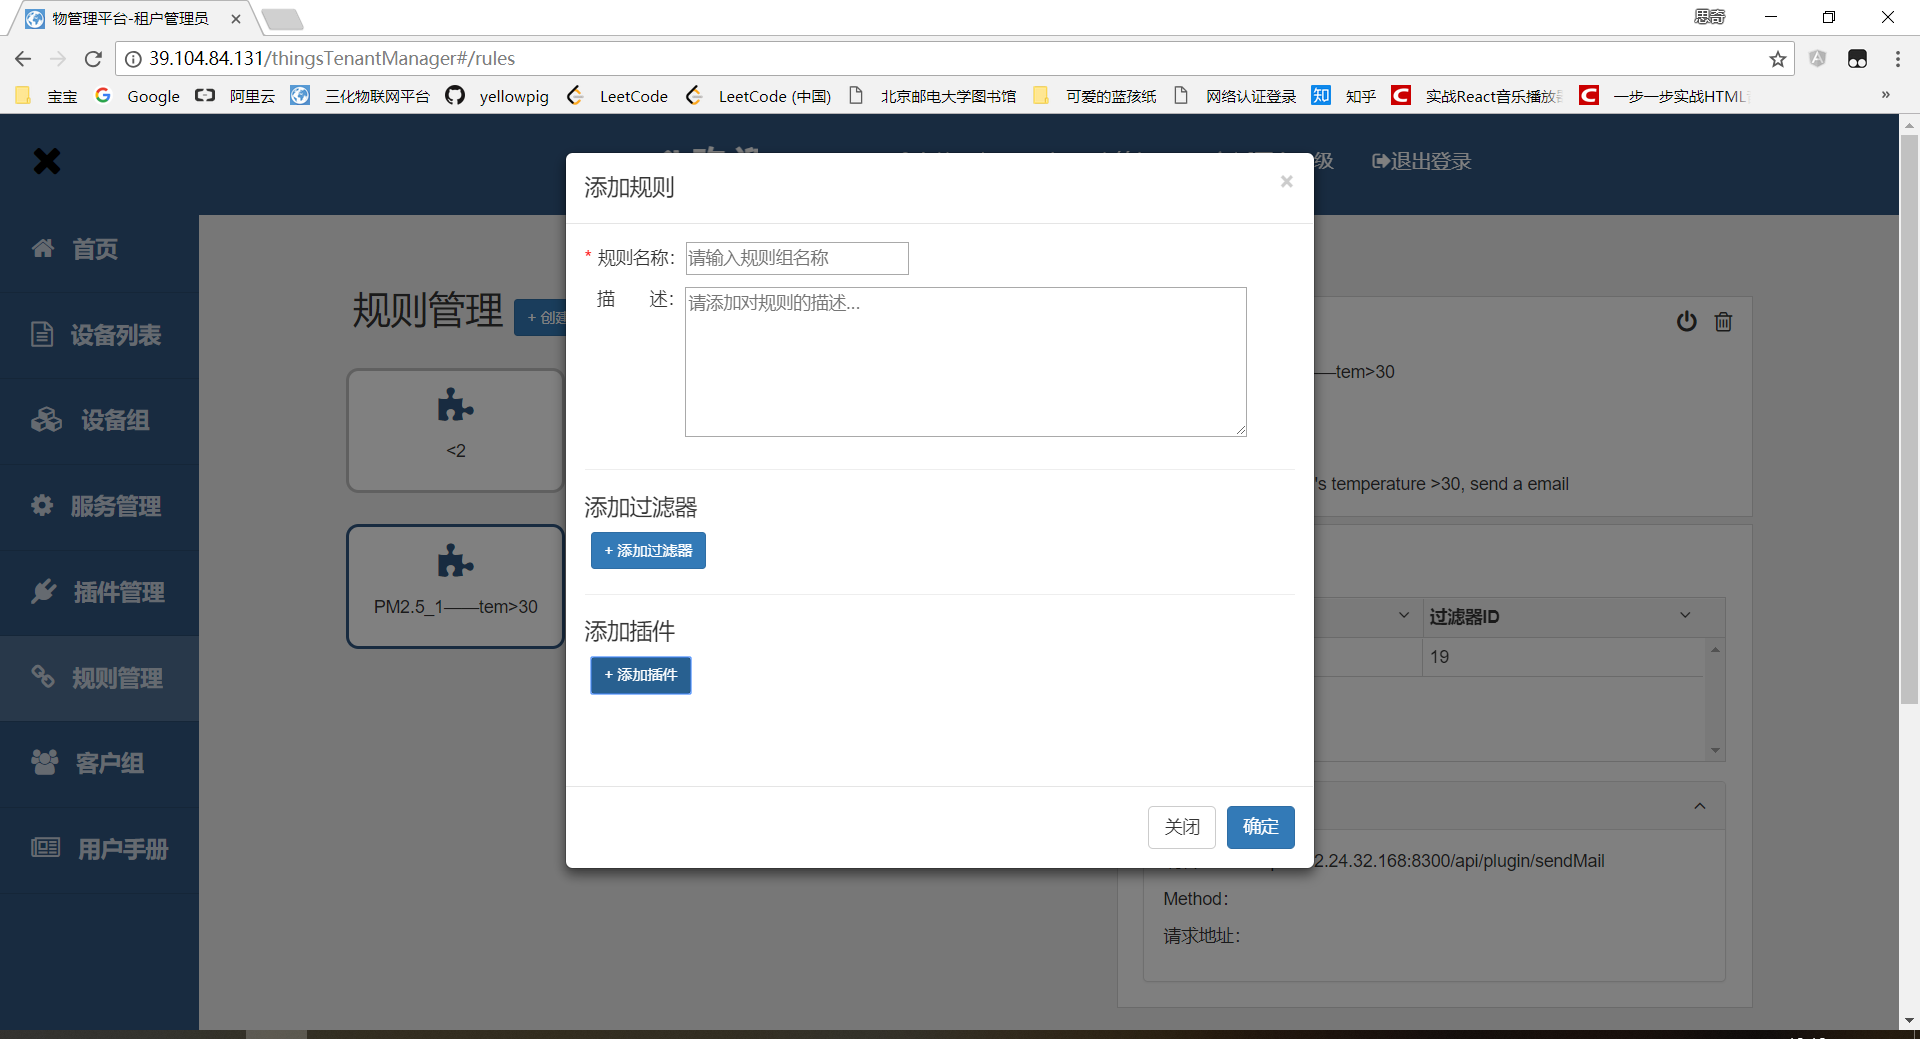 物管理平台-租户管理员
思奇
39.104.84.131/thingsTenantManager#/rules
宝宝
Google
阿里云
三化物联网平台
yellowpig
LeetCode
LeetCode (中国)
北京邮电大学图书馆
可爱的蓝孩纸
网络认证登录
知 知乎
实战React音乐播放
一步一步实战HTML
»
级
退出登录
首页
设备列表
设备组
服务管理
插件管理
规则管理
客户组
用户手册
规则管理
+ 创建
<2
PM2.5_1——tem>30
添加规则
×
* 规则名称：
请输入规则组名称
描 述：
请添加对规则的描述...
添加过滤器
+ 添加过滤器
添加插件
+ 添加插件
关闭
确定
—tem>30
's temperature >30, send a email
过滤器ID
19
2.24.32.168:8300/api/plugin/sendMail
Method：
请求地址：